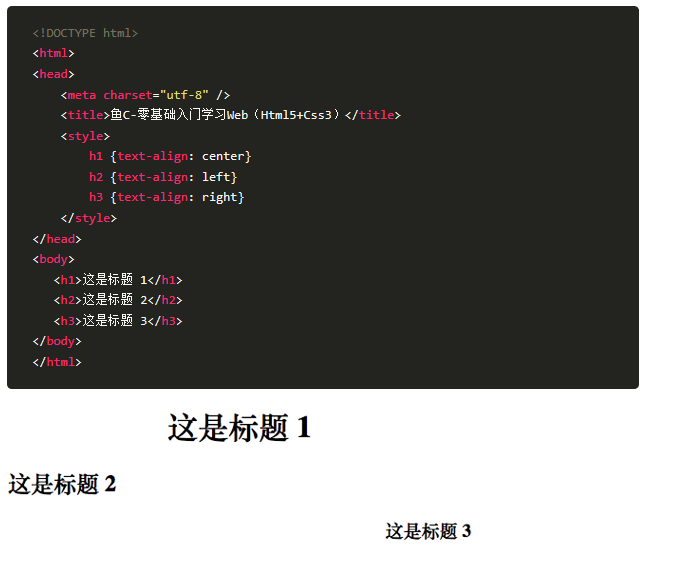 <!DOCTYPE html>
<html>
<head>
    <meta charset="utf-8" />
    <title>鱼C-零基础入门学习Web（Html5+Css3）</title>
    <style>
        h1 {text-align: center}
        h2 {text-align: left}
        h3 {text-align: right}
    </style>
</head>
<body>
   <h1>这是标题 1</h1>
   <h2>这是标题 2</h2>
   <h3>这是标题 3</h3>
</body>
</html>
这是标题 1
这是标题 2
这是标题 3